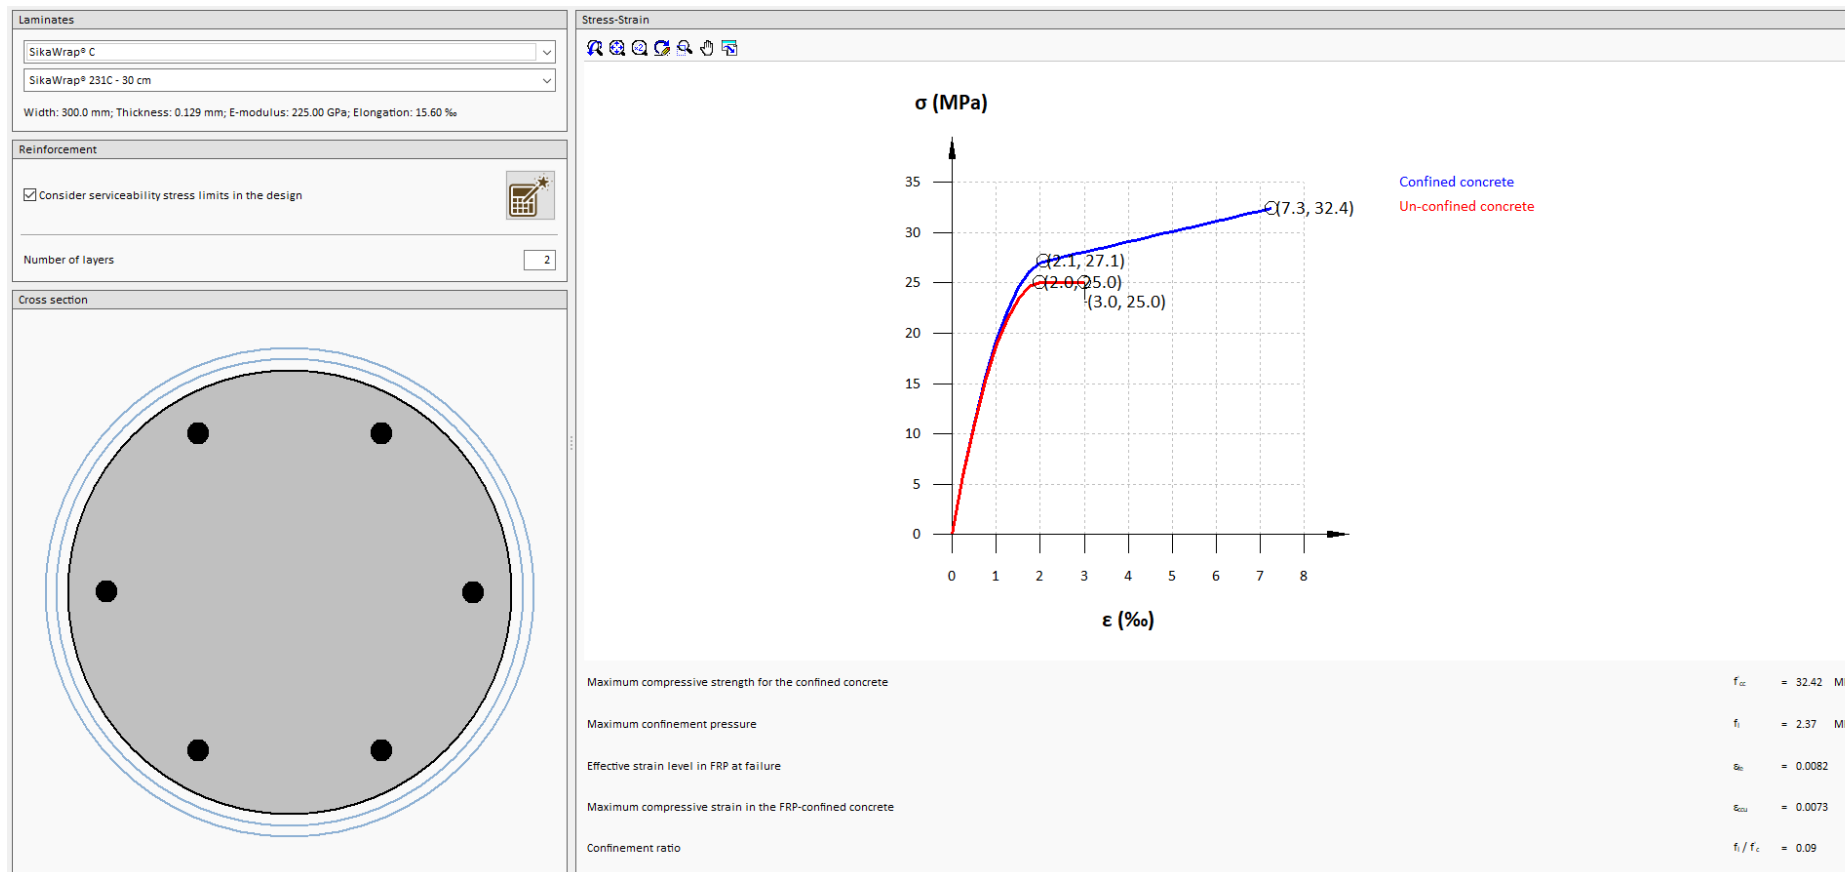 Laminates
SikaWrap® C
SikaWrap® 231C - 30 cm
Width: 300.0 mm; Thickness: 0.129 mm; E-modulus: 225.00 GPa; Elongation: 15.60 ‰
Reinforcement
Consider serviceability stress limits in the design
Number of layers 2
Cross section
Stress-Strain
σ (MPa)
35
30
25
20
15
10
5
0
0 1 2 3 4 5 6 7 8
ε (‰)
(7.3, 32.4)
(2.1, 27.1)
(2.0, 25.0)
(3.0, 25.0)
Confined concrete
Un-confined concrete
Maximum compressive strength for the confined concrete f'cc = 32.42
Maximum confinement pressure fl = 2.37
Effective strain level in FRP at failure εfe = 0.0082
Maximum compressive strain in the FRP-confined concrete εccu = 0.0073
Confinement ratio fl / f'c = 0.09